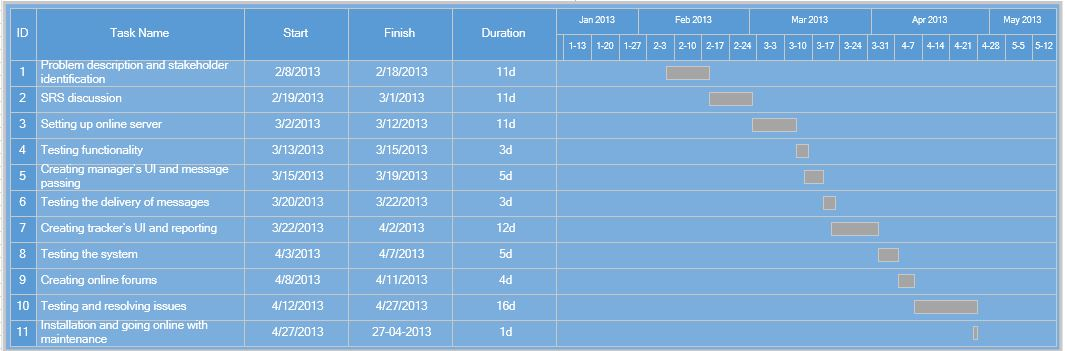 Jan 2013 Feb 2013 Mar 2013 Apr 2013 May 2013
ID Task Name Start Finish Duration
1-13 1-20 1-27 2-3 2-10 2-17 2-24 3-3 3-10 3-17 3-24 3-31 4-7 4-14 4-21 4-28 5-5 5-12
1 Problem description and stakeholder
identification 2/8/2013 2/18/2013 11d
2 SRS discussion 2/19/2013 3/1/2013 11d
3 Setting up online server 3/2/2013 3/12/2013 11d
4 Testing functionality 3/13/2013 3/15/2013 3d
5 Creating manager's UI and message
passing 3/15/2013 3/19/2013 5d
6 Testing the delivery of messages 3/20/2013 3/22/2013 3d
7 Creating tracker's UI and reporting 3/22/2013 4/2/2013 12d
8 Testing the system 4/3/2013 4/7/2013 5d
9 Creating online forums 4/8/2013 4/11/2013 4d
10 Testing and resolving issues 4/12/2013 4/27/2013 16d
11 Installation and going online with
maintenance 4/27/2013 27-04-2013 1d